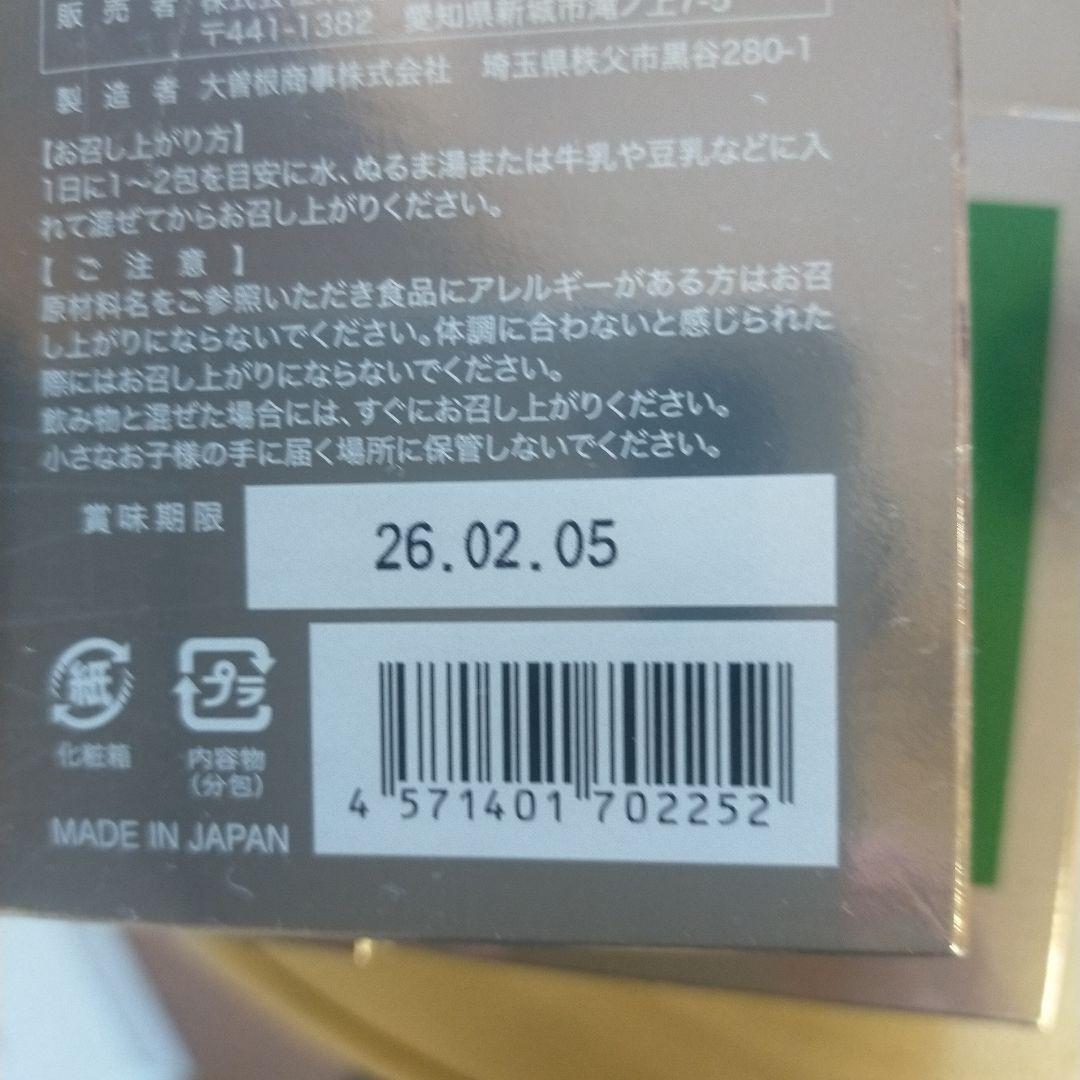 販売者 株式会社
〒441-1382 愛知県新城市滝ノ上7-5
製造者 大曽根商事株式会社 埼玉県秩父市黒谷280-1
【お召し上がり方】
1日に1〜2包を目安に水、ぬるま湯または牛乳や豆乳などに入
れて混ぜてからお召し上がりください。
【ご注意】
原材料名をご参照いただき食品にアレルギーがある方はお召
し上がりにならないでください。体調に合わないと感じられた
際にはお召し上がりにならないでください。
飲み物と混ぜた場合には、すぐにお召し上がりください。
小さなお子様の手に届く場所に保管しないでください。
賞味期限 26.02.05
紙 プラ
化粧箱 内容物
(分包)
MADE IN JAPAN
4 571401 702252